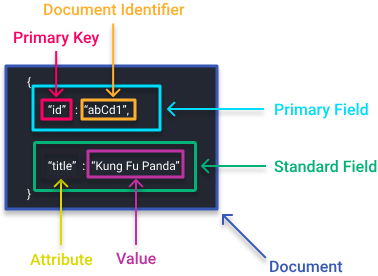 Document Identifier
Primary Key
{
“id” : “abCd1”,
Primary Field
“title” : “Kung Fu Panda”
Standard Field
}
Attribute
Value
Document